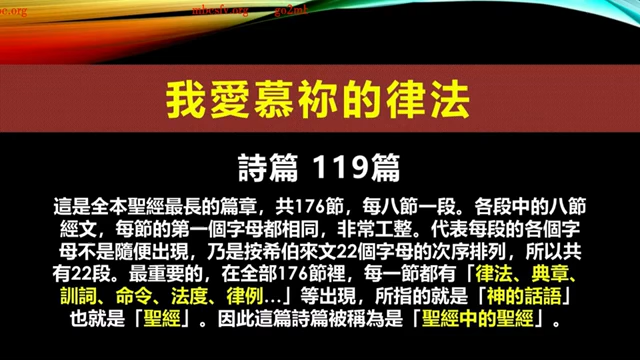 oc.org mbcsfv.org go2mb
我愛慕祢的律法
詩篇 119篇
這是全本聖經最長的篇章，共176節，每八節一段。各段中的八節
經文，每節的第一個字母都相同，非常工整。代表每段的各個字
母不是隨便出現，乃是按希伯來文22個字母的次序排列，所以共
有22段。最重要的，在全部176節裡，每一節都有「律法、典章、
訓詞、命令、法度、律例…」等出現，所指的就是「神的話語」
也就是「聖經」。因此這篇詩篇被稱為是「聖經中的聖經」。